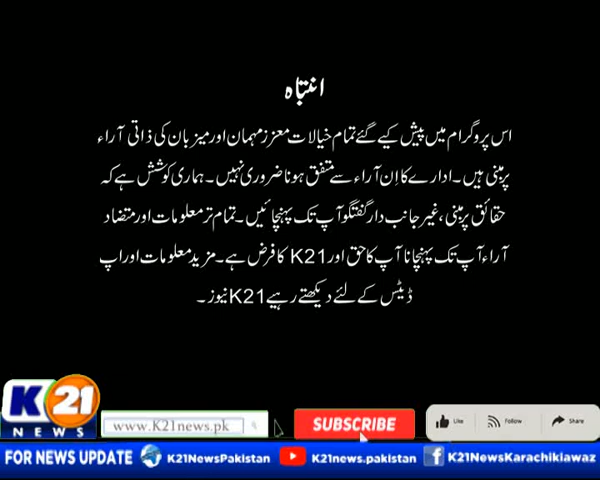 انتباہ
اس پروگرام میں پیش کیے گئے تمام خیالات معزز مہمان اور میزبان کی ذاتی آراء
پر مبنی ہیں۔ ادارے کا اِن آراء سے متفق ہونا ضروری نہیں۔ ہماری کوشش ہے کہ
حقائق پر مبنی، غیر جانب دار گفتگو آپ تک پہنچائیں۔ تمام تر معلومات اور متضاد
آراء آپ تک پہنچانا آپ کا حق اور K21 کا فرض ہے۔ مزید معلومات اور اپ
ڈیٹس کے لئے دیکھتے رہیے K21 نیوز۔
K21
NEWS
www.K21news.pk
SUBSCRIBE
Like
Follow
Share
FOR NEWS UPDATE
K21NewsPakistan
K21news.pakistan
K21NewsKarachikiawaz